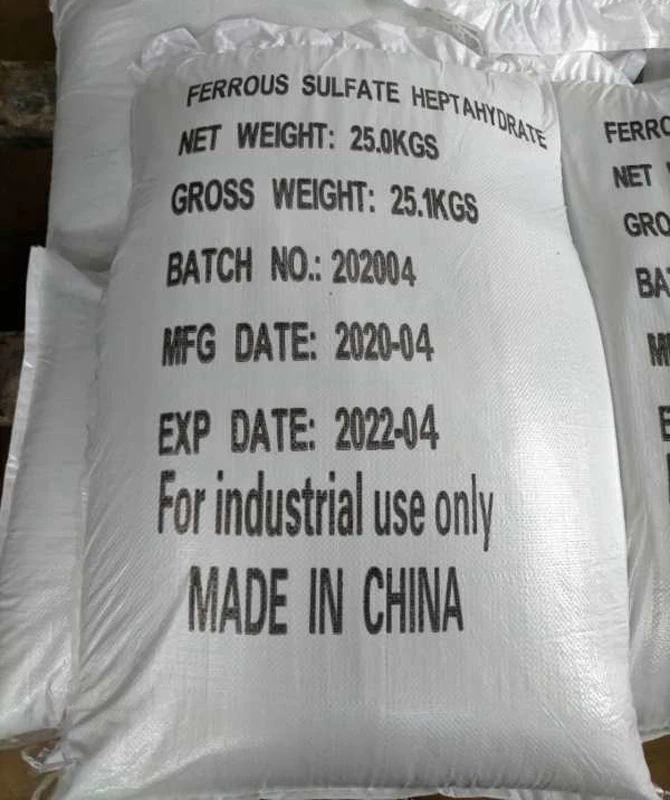 FERROUS SULFATE HEPTAHYDRATE
NET WEIGHT: 25.0KGS
GROSS WEIGHT: 25.1KGS
BATCH NO.: 202004
MFG DATE: 2020-04
EXP DATE: 2022-04
For industrial use only
MADE IN CHINA
FERRO
NET
GRO
BA